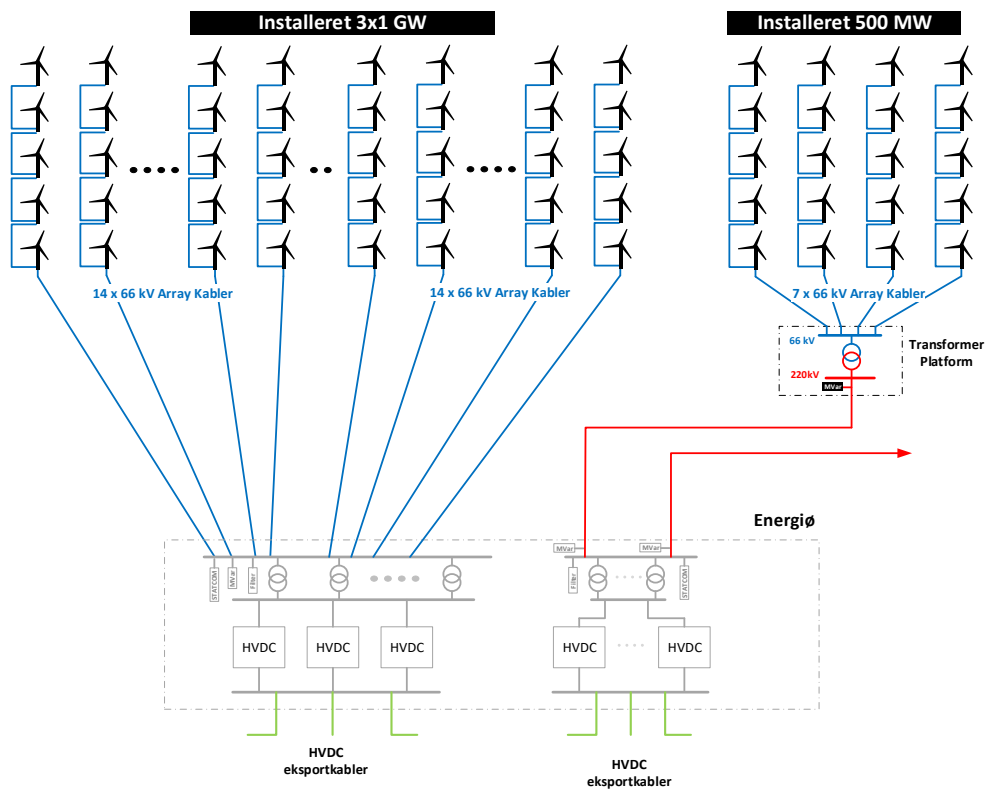 Installeret 3x1 GW
Installeret 500 MW
14 x 66 kV Array Kabler
14 x 66 kV Array Kabler
7 x 66 kV Array Kabler
66 kV
Transformer
Platform
220kV
MVar
Energiø
MVar
MVar
STATCOM
MVar
Filter
Filter
STATCOM
HVDC
HVDC
HVDC
HVDC
HVDC
HVDC
eksportkabler
HVDC
eksportkabler